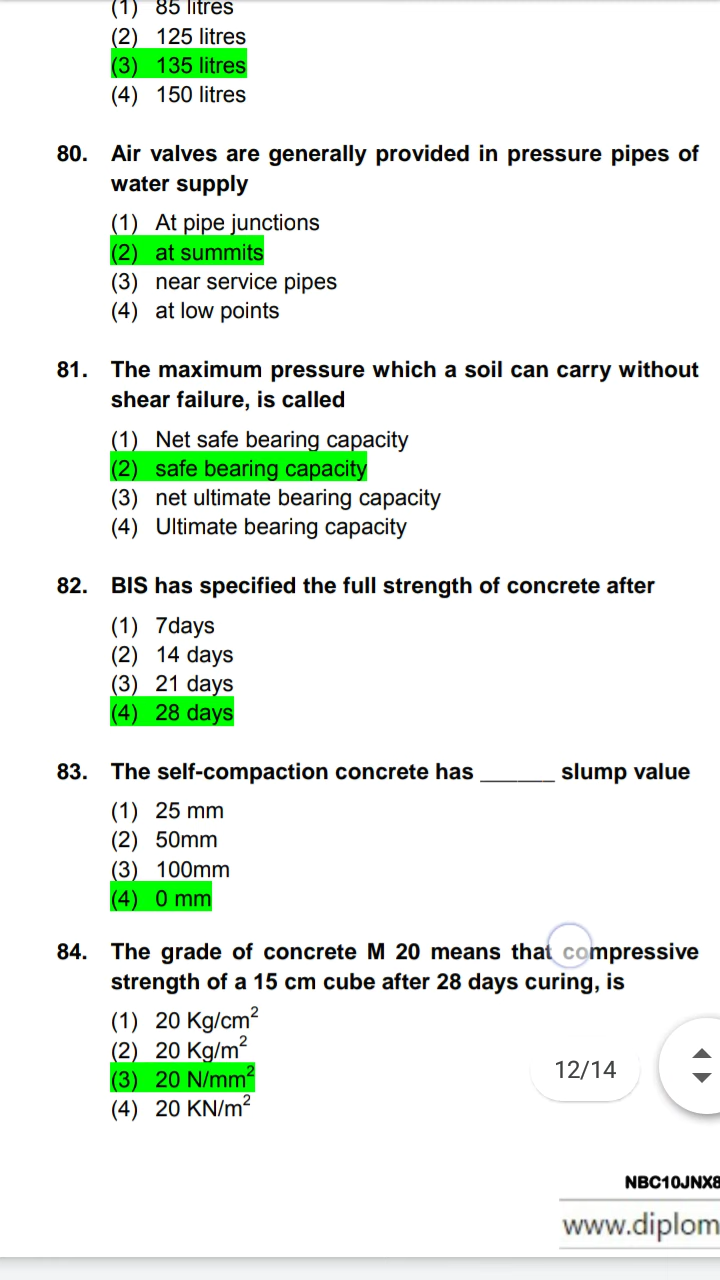 (1) 85 litres
(2) 125 litres
(3) 135 litres
(4) 150 litres
80. Air valves are generally provided in pressure pipes of
water supply
(1) At pipe junctions
(2) at summits
(3) near service pipes
(4) at low points
81. The maximum pressure which a soil can carry without
shear failure, is called
(1) Net safe bearing capacity
(2) safe bearing capacity
(3) net ultimate bearing capacity
(4) Ultimate bearing capacity
82. BIS has specified the full strength of concrete after
(1) 7days
(2) 14 days
(3) 21 days
(4) 28 days
83. The self-compaction concrete has ______ slump value
(1) 25 mm
(2) 50mm
(3) 100mm
(4) 0 mm
84. The grade of concrete M 20 means that compressive
strength of a 15 cm cube after 28 days curing, is
(1) 20 Kg/cm²
(2) 20 Kg/m²
(3) 20 N/mm²
(4) 20 KN/m²
12/14
NBC10JNX8
www.diplom